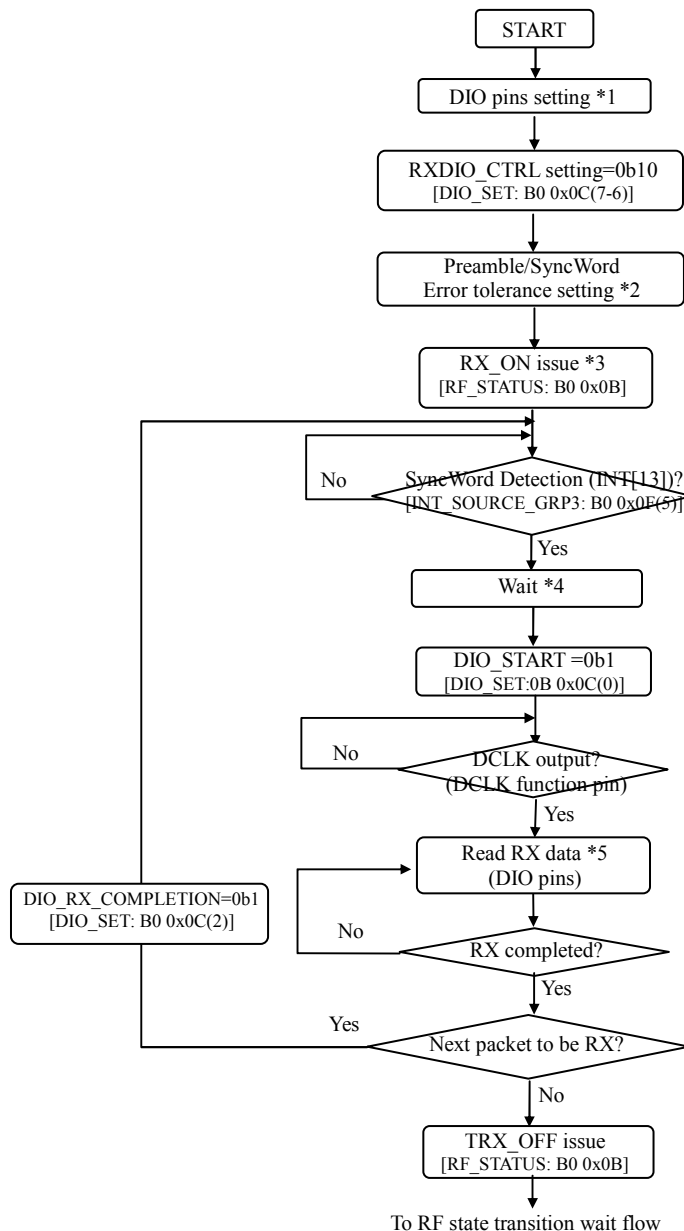 START
DIO pins setting *1
RXDIO_CTRL setting=0b10
[DIO_SET: B0 0x0C(7-6)]
Preamble/SyncWord
Error tolerance setting *2
RX_ON issue *3
[RF_STATUS: B0 0x0B]
SyncWord Detection (INT[13])?
[INT_SOURCE_GRP3: B0 0x0F(5)]
No
Yes
Wait *4
DIO_START =0b1
[DIO_SET:0B 0x0C(0)]
No
DCLK output?
(DCLK function pin)
Yes
Read RX data *5
(DIO pins)
DIO_RX_COMPLETION=0b1
[DIO_SET: B0 0x0C(2)]
No
RX completed?
Yes
Yes
Next packet to be RX?
No
TRX_OFF issue
[RF_STATUS: B0 0x0B]
To RF state transition wait flow